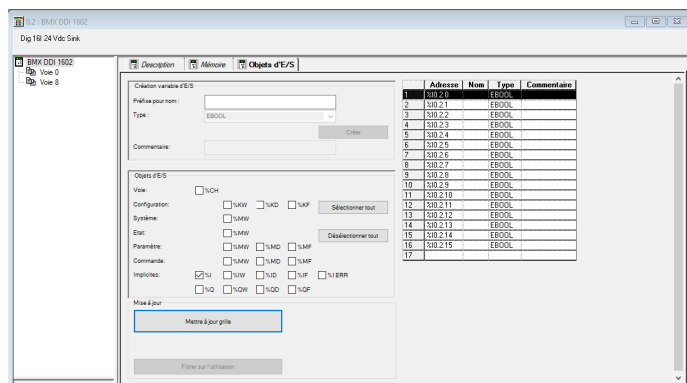 0.2 : BMX DDI 1602
Dig 16I 24 Vdc Sink
BMX DDI 1602
Voie 0
Voie 8
Description Mémoire Objets d'E/S
Création variable d'E/S
Préfixe pour nom :
Type : EBOOL
Créer
Commentaire:
Objets d'E/S
Voie: %CH
Configuration: %KW %KD %KF Sélectionner tout
Système: %MW
Etat: %MW Désélectionner tout
Paramètre: %MW %MD %MF
Commande: %MW %MD %MF
Implicites: %I %IW %ID %IF %I ERR
%Q %QW %QD %QF
Mise à jour
Mettre à jour grille
Filtrer sur l'utilisation
Adresse Nom Type Commentaire
1 %I0.2.0 EBOOL
2 %I0.2.1 EBOOL
3 %I0.2.2 EBOOL
4 %I0.2.3 EBOOL
5 %I0.2.4 EBOOL
6 %I0.2.5 EBOOL
7 %I0.2.6 EBOOL
8 %I0.2.7 EBOOL
9 %I0.2.8 EBOOL
10 %I0.2.9 EBOOL
11 %I0.2.10 EBOOL
12 %I0.2.11 EBOOL
13 %I0.2.12 EBOOL
14 %I0.2.13 EBOOL
15 %I0.2.14 EBOOL
16 %I0.2.15 EBOOL
17